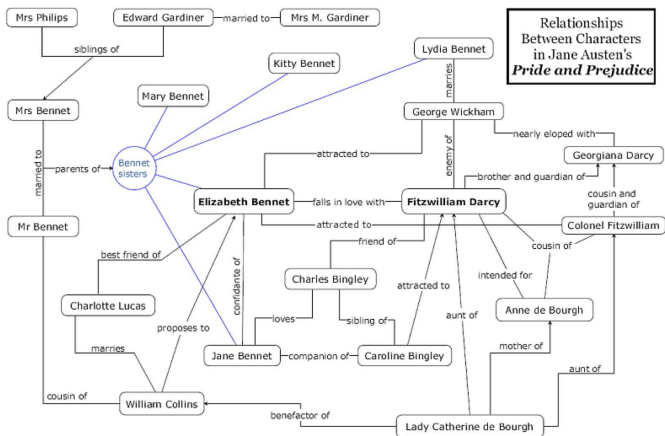 Mrs Philips
Edward Gardiner
married to
Mrs M. Gardiner
Relationships
Between Characters
in Jane Austen's
Pride and Prejudice
siblings of
Lydia Bennet
Kitty Bennet
Mary Bennet
marries
Mrs Bennet
George Wickham
nearly eloped with
married to
parents of
Bennet
sisters
attracted to
enemy of
Georgiana Darcy
brother and guardian of
Elizabeth Bennet
falls in love with
Fitzwilliam Darcy
cousin and
guardian of
Mr Bennet
attracted to
Colonel Fitzwilliam
best friend of
confidante of
friend of
cousin of
Charles Bingley
attracted to
intended for
Charlotte Lucas
proposes to
loves
sibling of
aunt of
Anne de Bourgh
marries
Jane Bennet
companion of
Caroline Bingley
mother of
aunt of
cousin of
William Collins
benefactor of
Lady Catherine de Bourgh